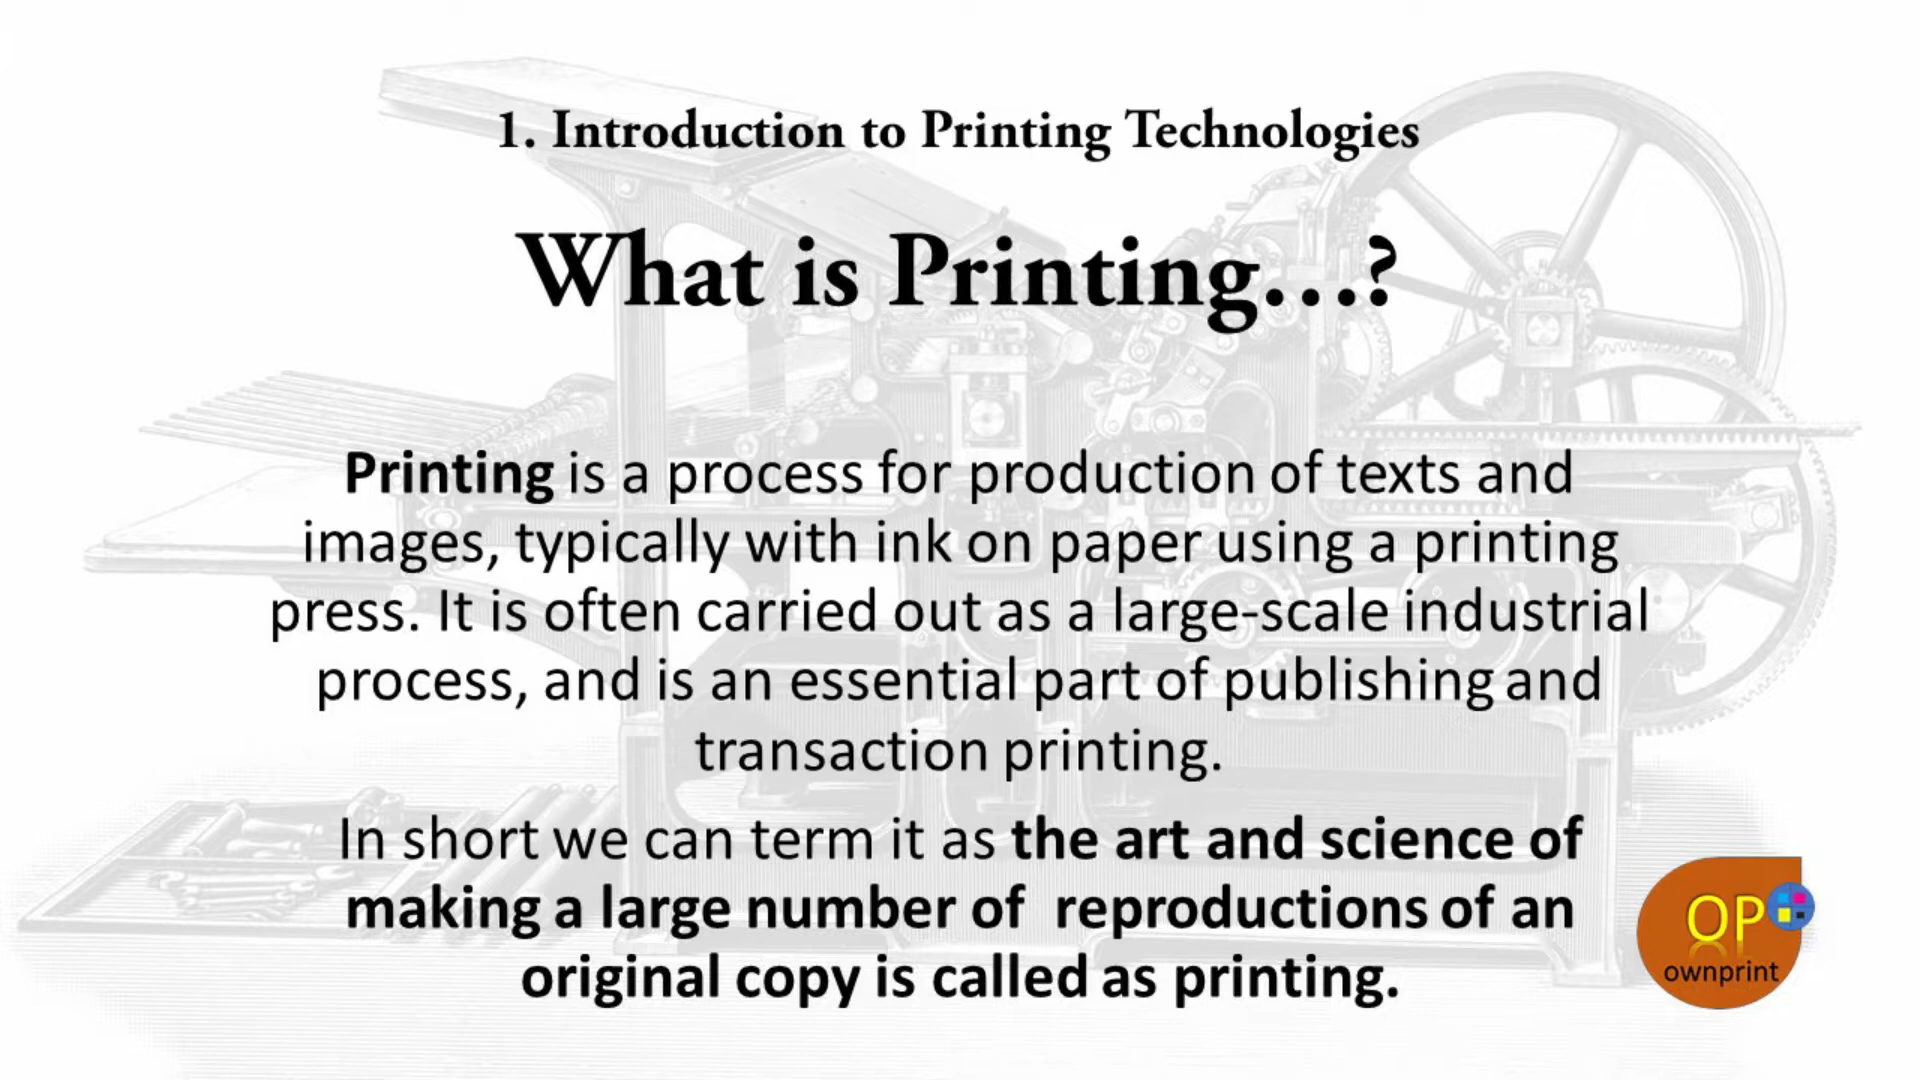 1. Introduction to Printing Technologies
What is Printing...?
Printing is a process for production of texts and
images, typically with ink on paper using a printing
press. It is often carried out as a large-scale industrial
process, and is an essential part of publishing and
transaction printing.
In short we can term it as the art and science of
making a large number of  reproductions of an
original copy is called as printing.
OP
ownprint